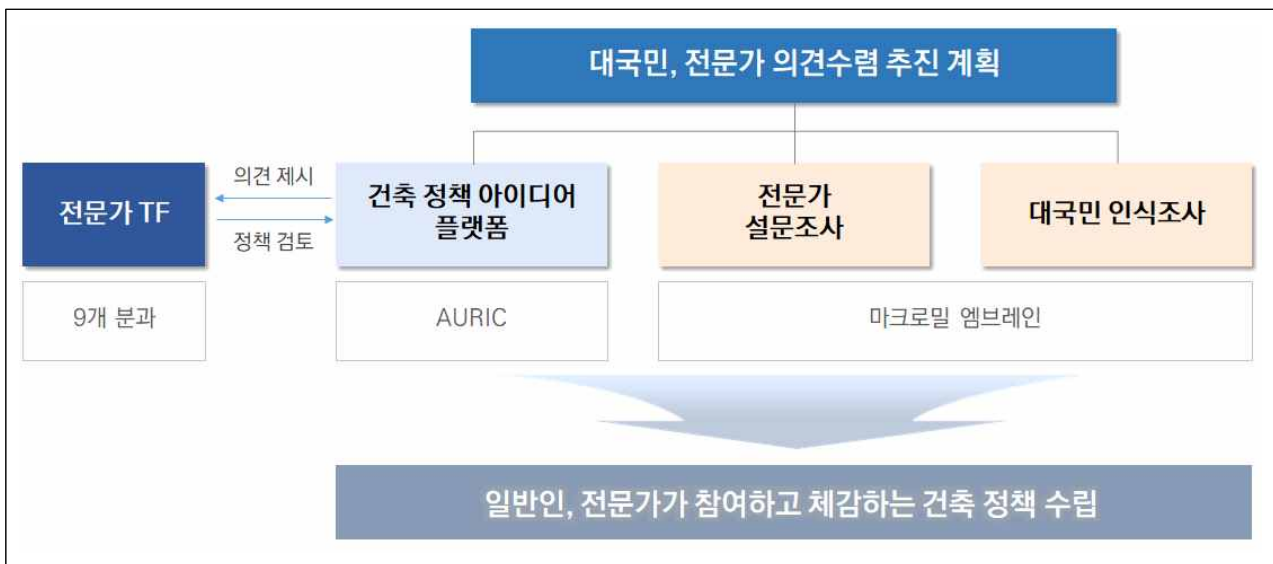 대국민, 전문가 의견수렴 추진 계획
전문가 TF
의견 제시
정책 검토
건축 정책 아이디어
플랫폼
전문가
설문조사
대국민 인식조사
9개 분과
AURIC
마크로밀 엠브레인
일반인, 전문가가 참여하고 체감하는 건축 정책 수립